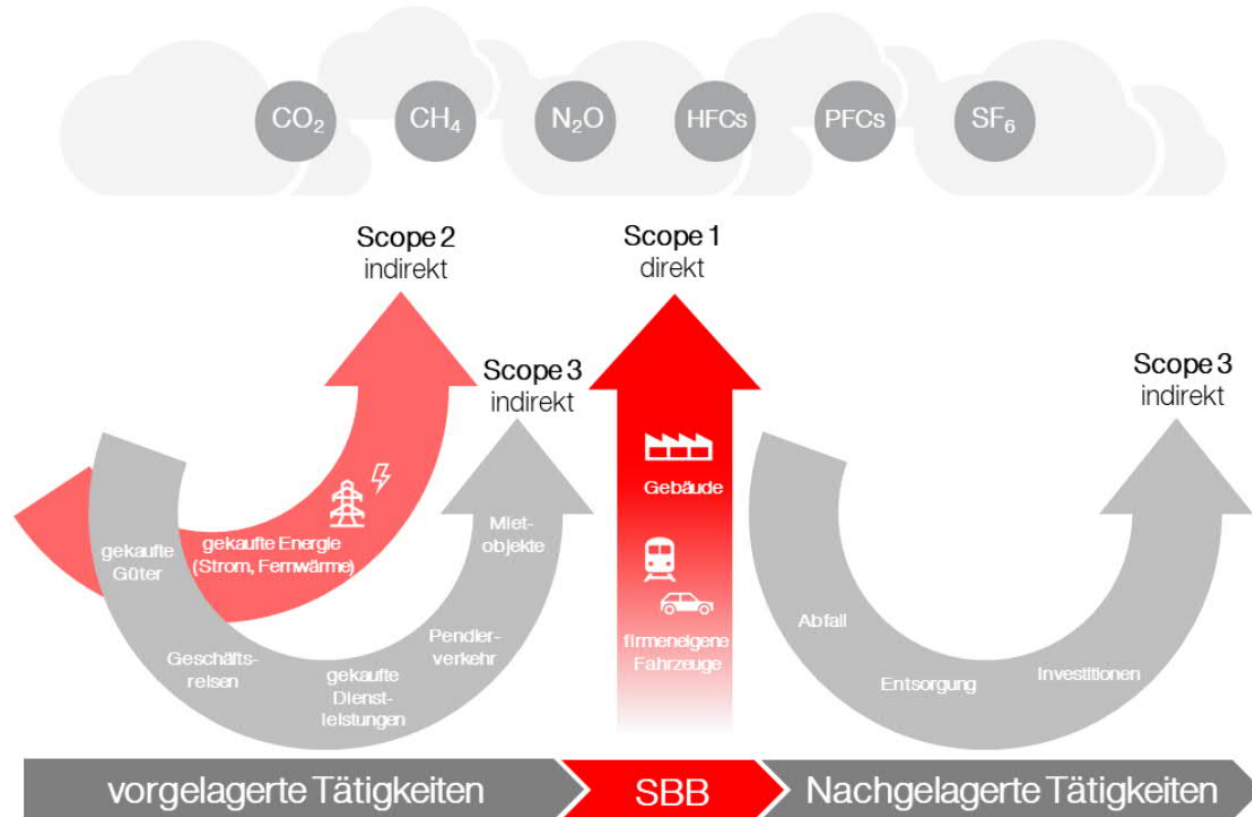 CO₂
CH₄
N₂O
HFCs
PFCs
SF₆
Scope 2
indirekt
Scope 1
direkt
Scope 3
indirekt
Scope 3
indirekt
gekaufte
Güter
gekaufte Energie
(Strom, Fernwärme)
Geschäfts-
reisen
gekaufte
Dienst-
leistungen
Pendler-
verkehr
Miet-
objekte
Gebäude
firmeneigene
Fahrzeuge
Abfall
Entsorgung
Investitionen
vorgelagerte Tätigkeiten
SBB
Nachgelagerte Tätigkeiten